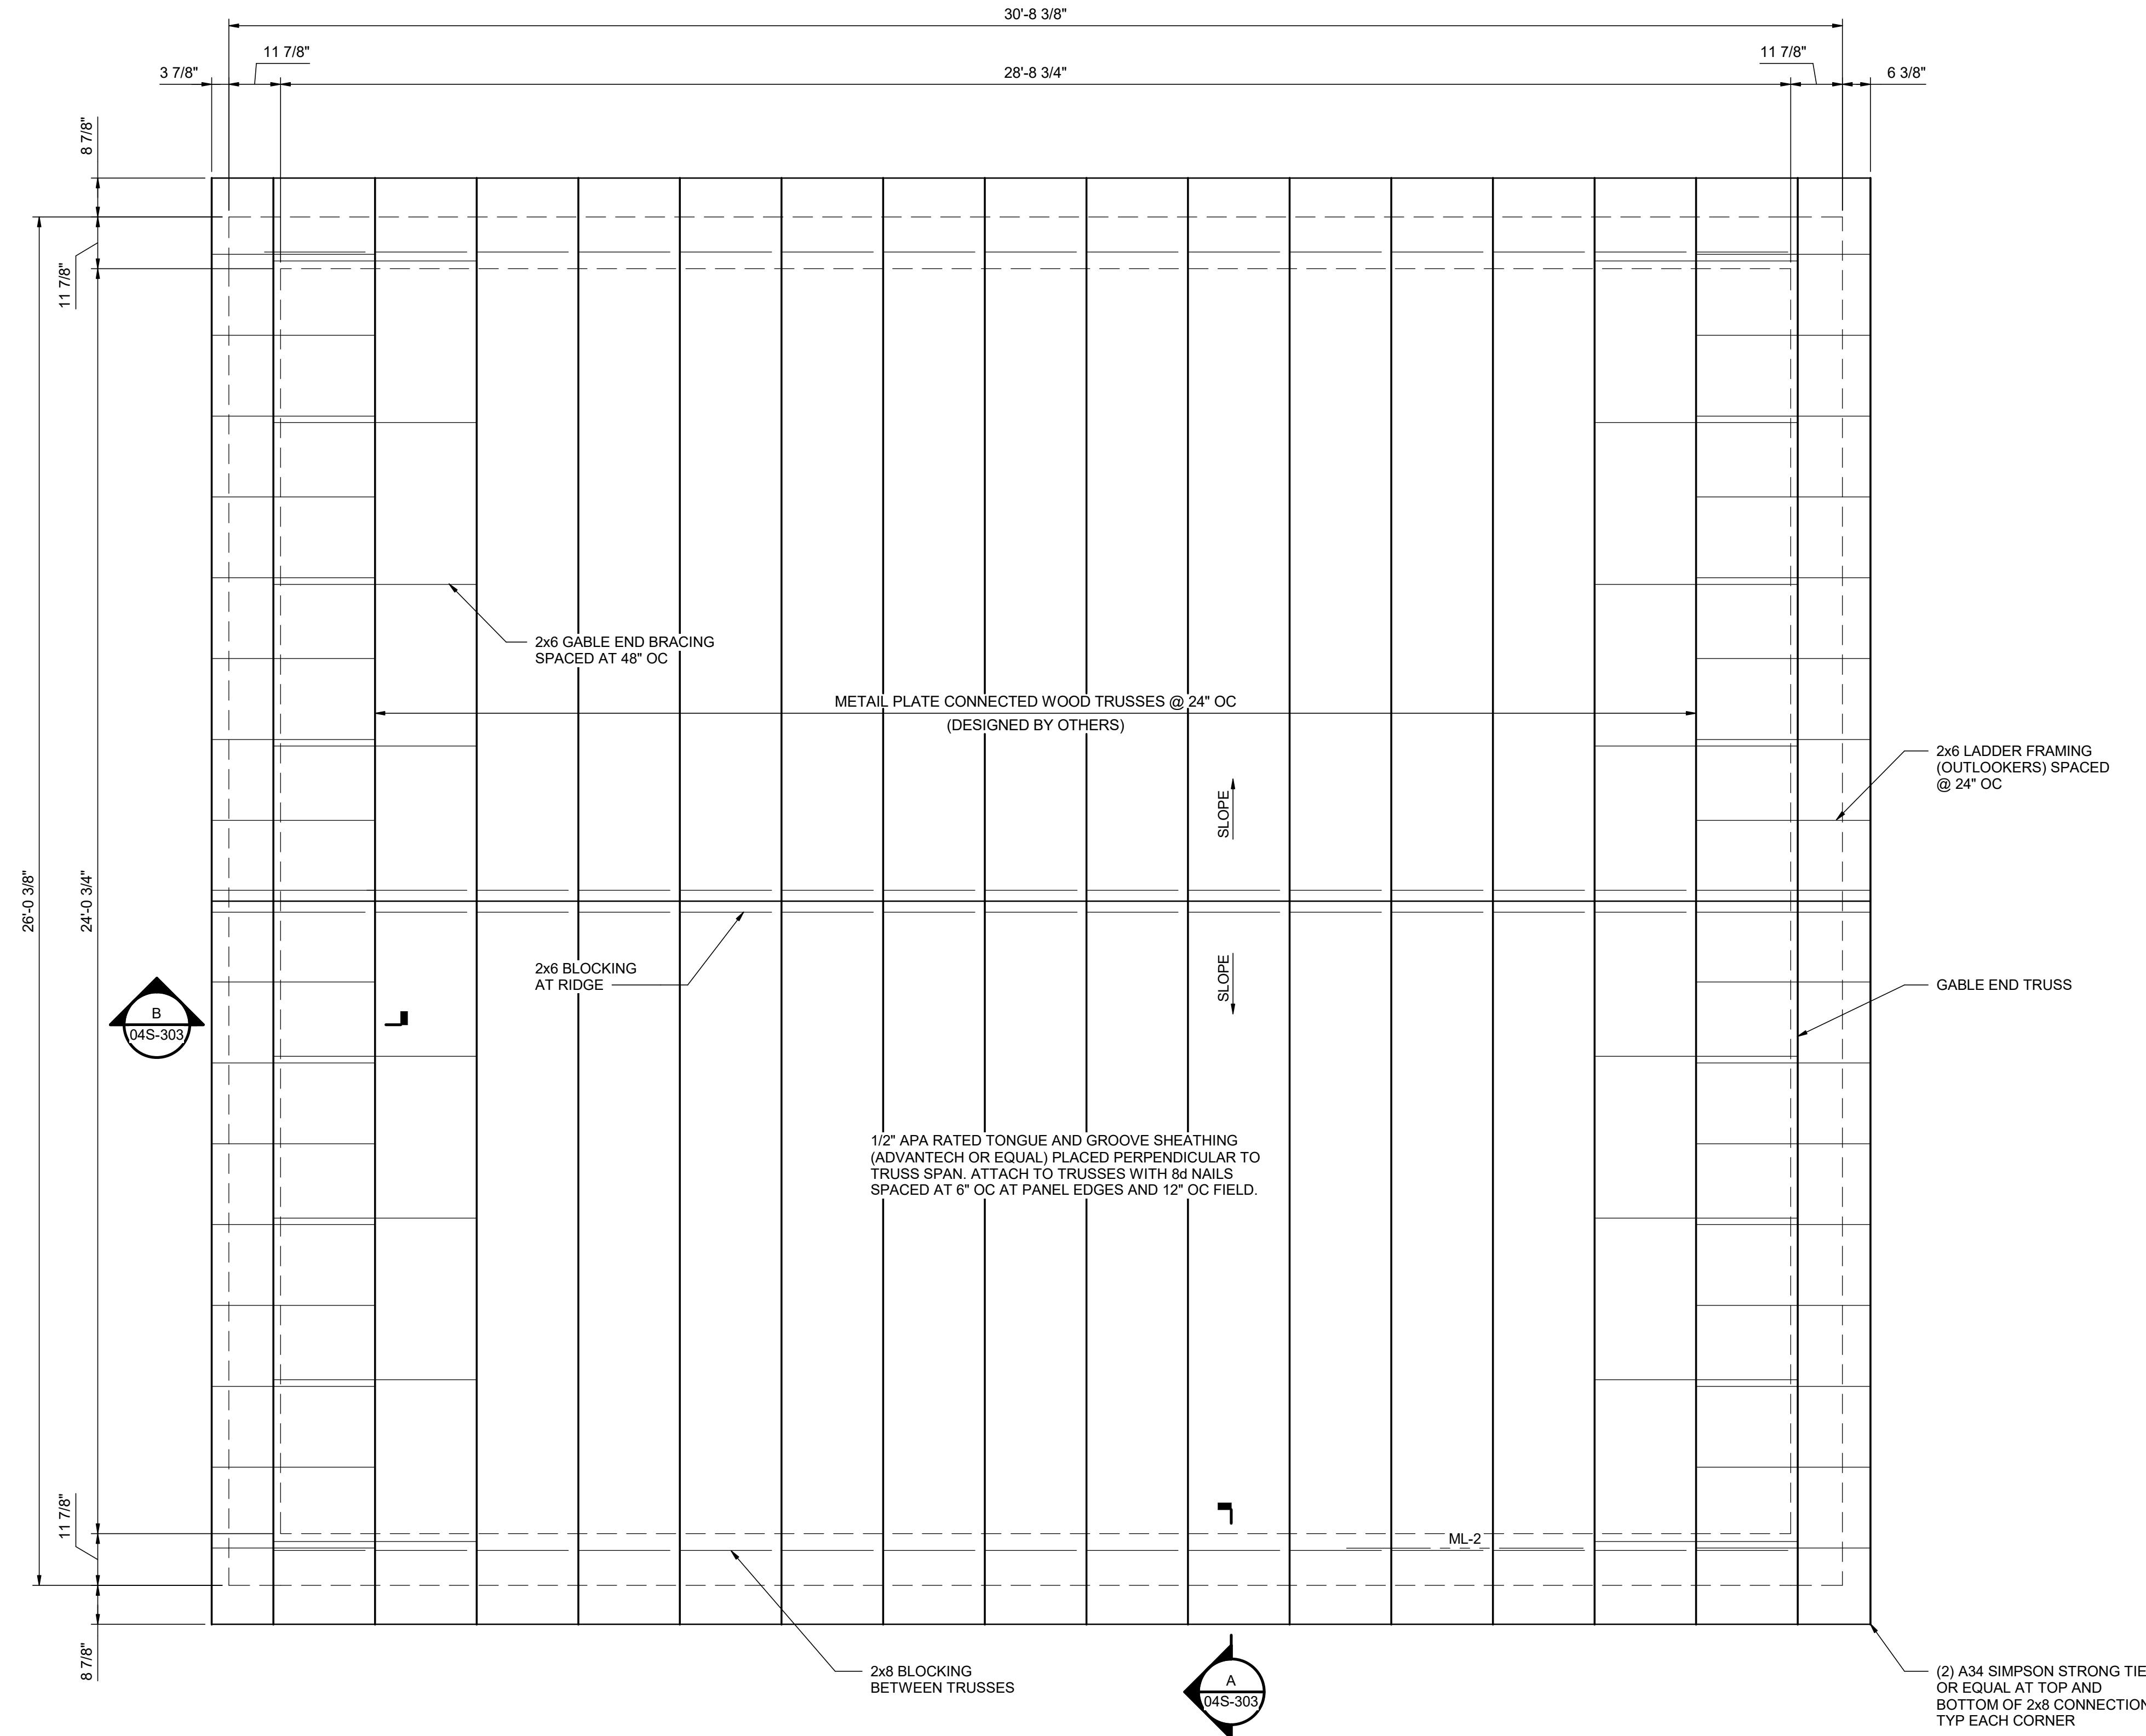 30'-8 3/8"
11 7/8"
11 7/8"
3 7/8"
28'-8 3/4"
6 3/8"
8 7/8"
11 7/8"
2x6 GABLE END BRACING
SPACED AT 48" OC
METAIL PLATE CONNECTED WOOD TRUSSES @ 24" OC
(DESIGNED BY OTHERS)
2x6 LADDER FRAMING
(OUTLOOKERS) SPACED
@ 24" OC
SLOPE
26'-0 3/8"
24'-0 3/4"
2x6 BLOCKING
AT RIDGE
SLOPE
GABLE END TRUSS
B
04S-303
1/2" APA RATED TONGUE AND GROOVE SHEATHING
(ADVANTECH OR EQUAL) PLACED PERPENDICULAR TO
TRUSS SPAN. ATTACH TO TRUSSES WITH 8d NAILS
SPACED AT 6" OC AT PANEL EDGES AND 12" OC FIELD.
11 7/8"
ML-2
8 7/8"
2x8 BLOCKING
BETWEEN TRUSSES
A
04S-303
(2) A34 SIMPSON STRONG TIE
OR EQUAL AT TOP AND
BOTTOM OF 2x8 CONNECTION
TYP EACH CORNER